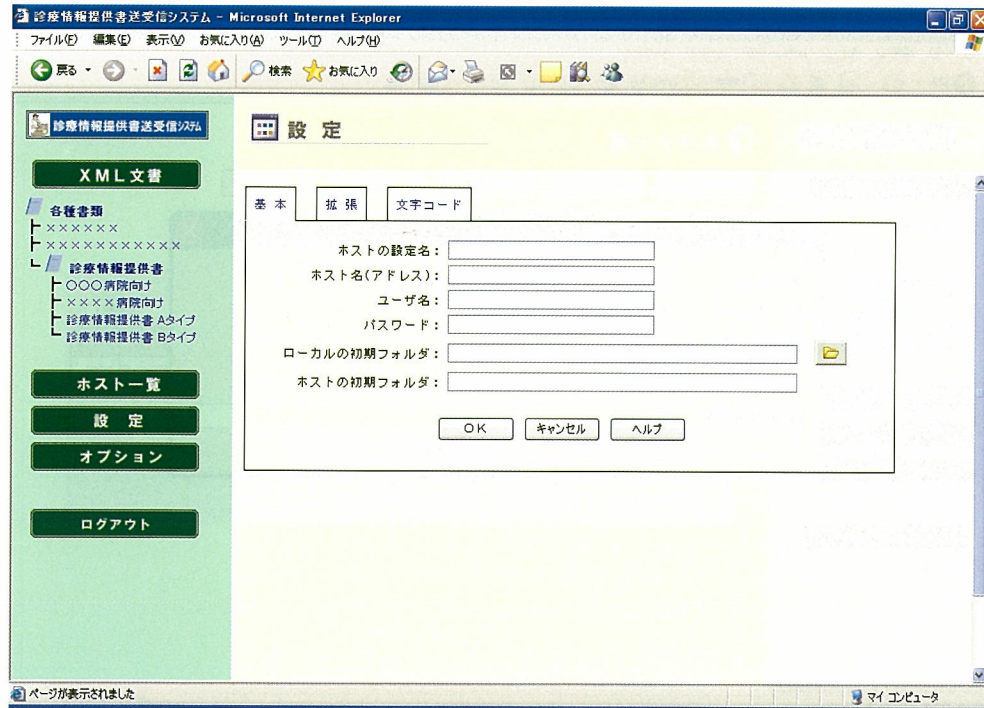 診療情報提供書送受信システム - Microsoft Internet Explorer
ファイル(F) 編集(E) 表示(V) お気に入り(A) ツール(T) ヘルプ(H)
戻る 検索 お気に入り
診療情報提供書送受信システム
設 定
XML文書
各種書類
××××××
×××××××××××
診療情報提供書
○○○病院向け
××××病院向け
診療情報提供書 Aタイプ
診療情報提供書 Bタイプ
ホスト一覧
設 定
オプション
ログアウト
基 本 拡 張 文字コード
ホストの設定名:
ホスト名(アドレス):
ユーザ名:
パスワード:
ローカルの初期フォルダ:
ホストの初期フォルダ:
OK キャンセル ヘルプ
ページが表示されました マイ コンピュータ